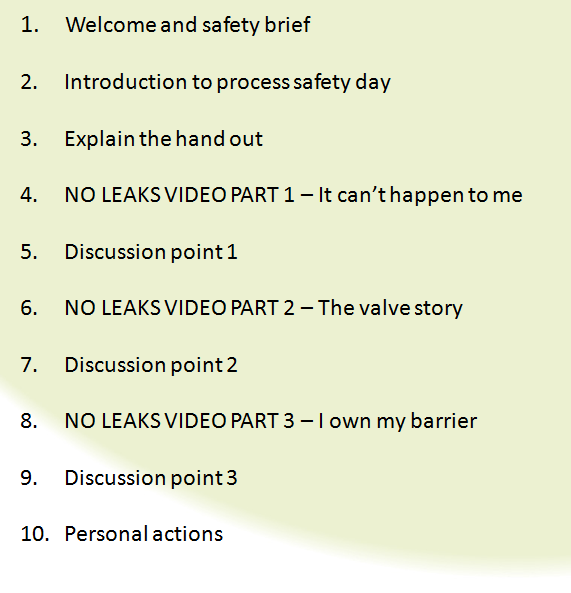 1. Welcome and safety brief
2. Introduction to process safety day
3. Explain the hand out
4. NO LEAKS VIDEO PART 1 – It can’t happen to me
5. Discussion point 1
6. NO LEAKS VIDEO PART 2 – The valve story
7. Discussion point 2
8. NO LEAKS VIDEO PART 3 – I own my barrier
9. Discussion point 3
10. Personal actions